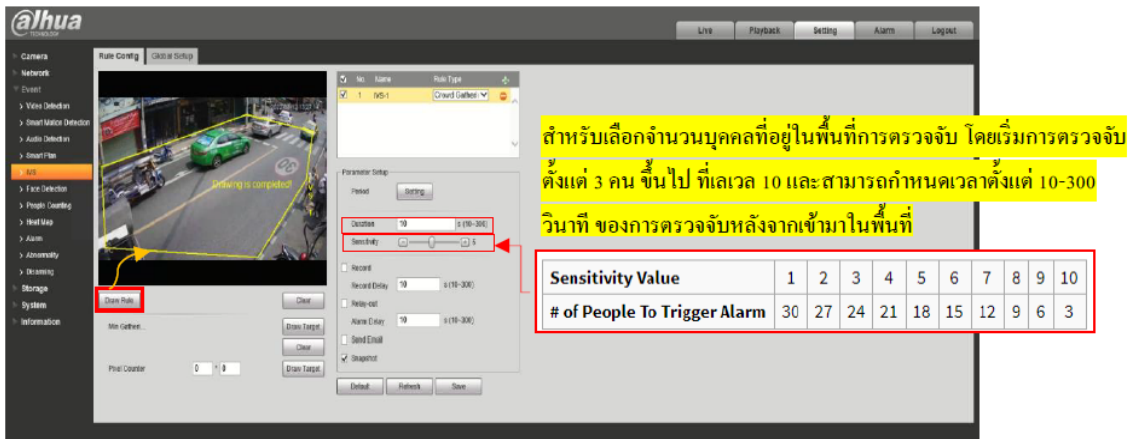 alhua
TECHNOLOGY
Live Playback Setting Alarm Logout
Camera
Network
Event
Video Detection
Smart Motion Detection
Audio Detection
Smart Plan
IVS
Face Detection
People Counting
Heat Map
Alarm
Abnormality
Disarming
Storage
System
Information
Rule Config Global Setup
Drawing is completed!
Draw Rule Clear
Min Gatheri...
Draw Target
Clear
Pixel Counter 0 * 0 Draw Target
No. Name Rule Type
1 IVS-1 Crowd Gatheri
Parameter Setup
Period Setting
Duration 10 s (10~300)
Sensitivity 6
Record
Record Delay 10 s (10~300)
Relay-out
Alarm Delay 10 s (10~300)
Send Email
Snapshot
Default Refresh Save
สำหรับเลือกจำนวนบุคคลที่อยู่ในพื้นที่การตรวจจับ โดยเริ่มการตรวจจับ
ตั้งแต่ 3 คน ขึ้นไป ที่เลเวล 10 และสามารถกำหนดเวลาตั้งแต่ 10-300
วินาที ของการตรวจจับหลังจากเข้ามาในพื้นที่
Sensitivity Value 1 2 3 4 5 6 7 8 9 10
# of People To Trigger Alarm 30 27 24 21 18 15 12 9 6 3